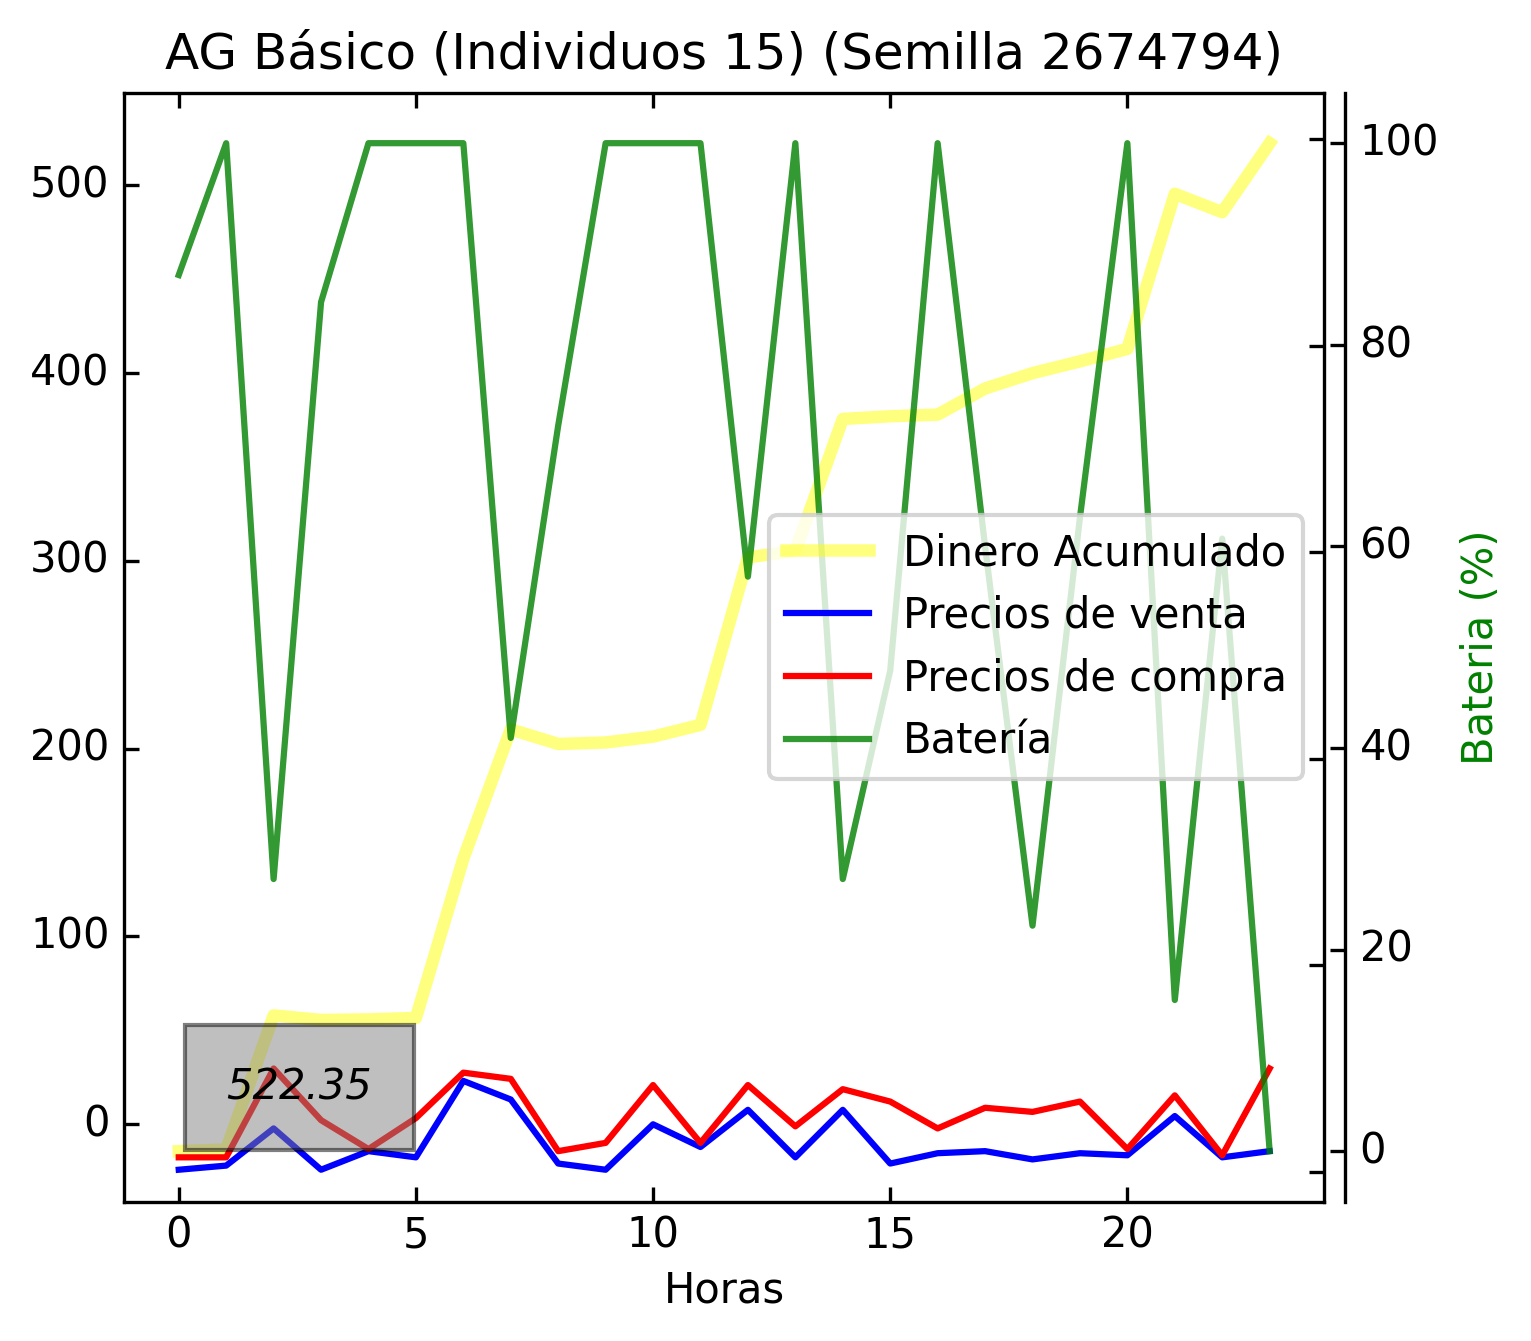 AG Básico (Individuos 15) (Semilla 2674794)
500
400
300
200
100
0
100
80
60
40
20
0
Bateria (%)
Dinero Acumulado
Precios de venta
Precios de compra
Batería
522.35
0
5
10
15
20
Horas